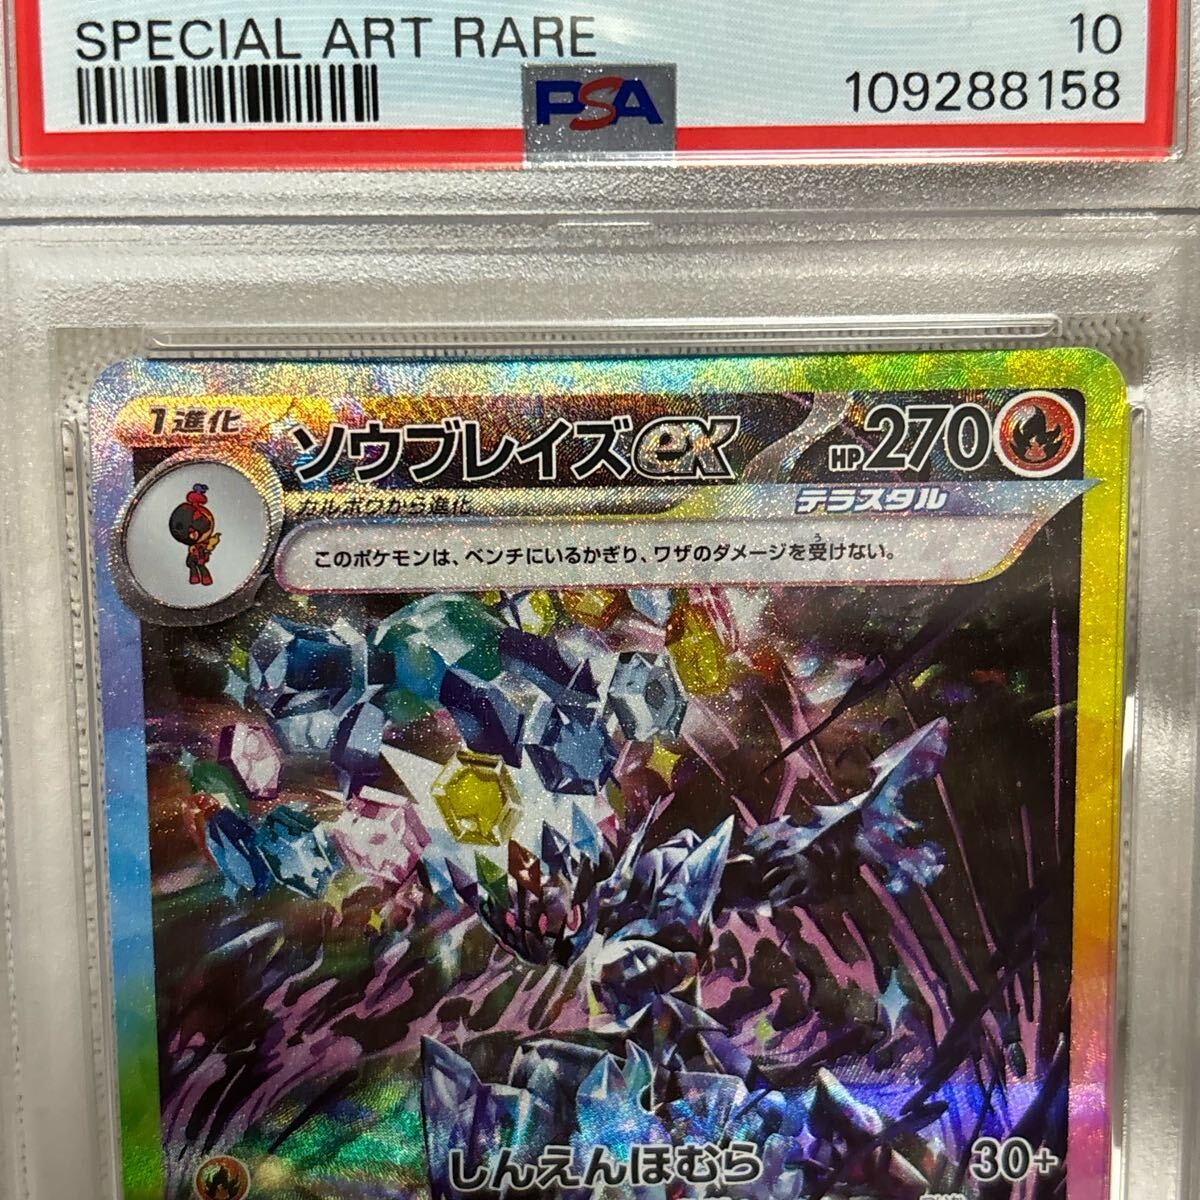 SPECIAL ART RARE 10
PSA 109288158
1進化 ソウブレイズex HP270
カルボウから進化 テラスタル
このポケモンは、ベンチにいるかぎり、ワザのダメージを受けない。
う
しんえんほむら 30+